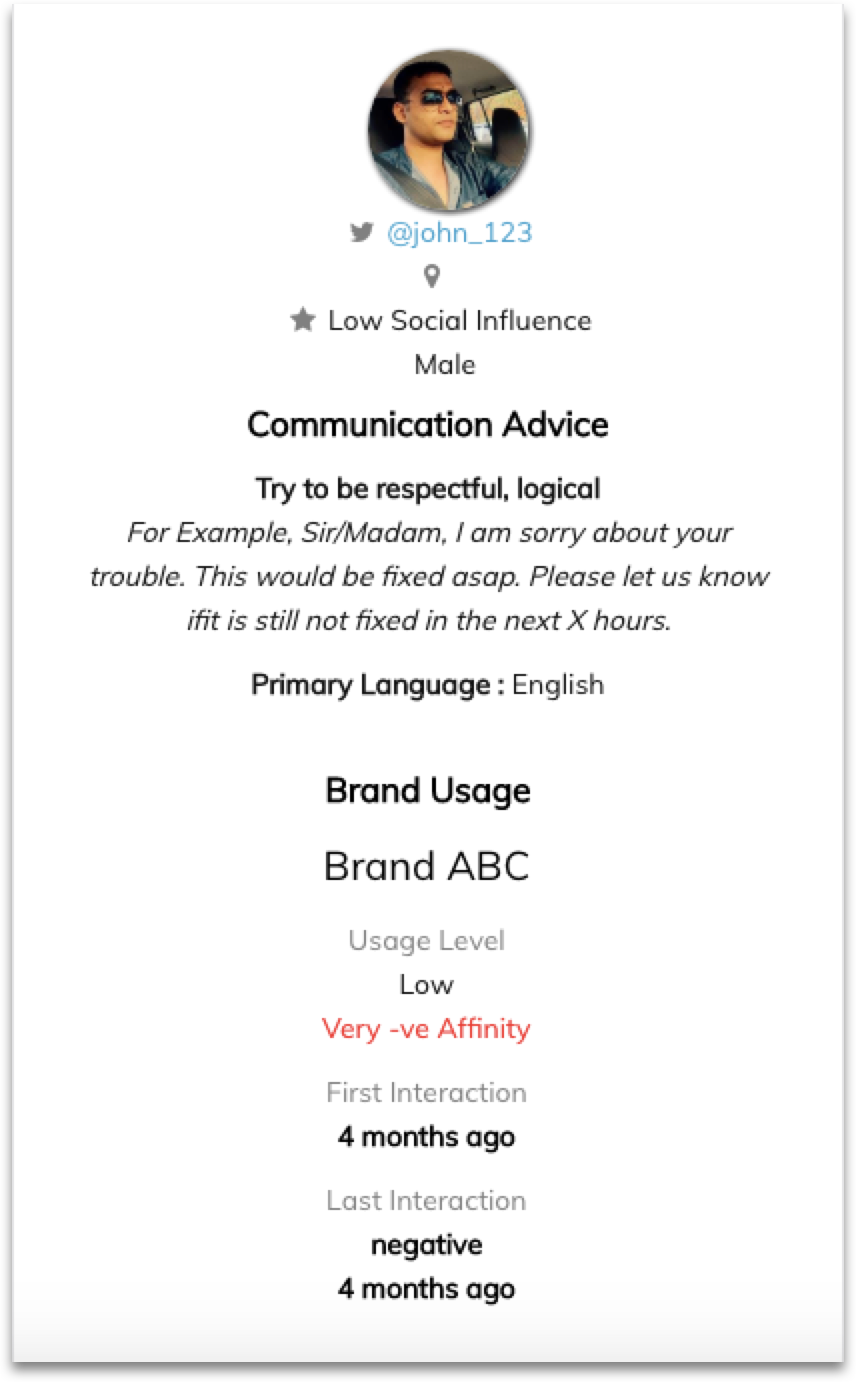 @john_123
Low Social Influence
Male
Communication Advice
Try to be respectful, logical
For Example, Sir/Madam, I am sorry about your
trouble. This would be fixed asap. Please let us know
ifit is still not fixed in the next X hours.
Primary Language : English
Brand Usage
Brand ABC
Usage Level
Low
Very -ve Affinity
First Interaction
4 months ago
Last Interaction
negative
4 months ago